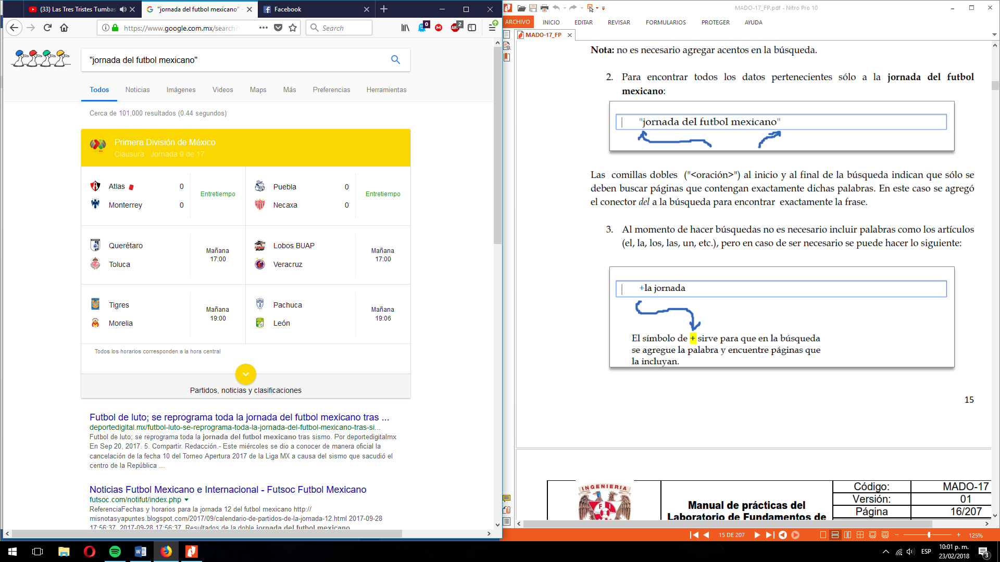 (33) Las Tres Tristes Tumbas
"jornada del futbol mexicano" -
Facebook
https://www.google.com.mx/search?
Search
0
2
"jornada del futbol mexicano"
Todos
Noticias
Imágenes
Videos
Maps
Más
Preferencias
Herramientas
Cerca de 101,000 resultados (0.44 segundos)
Primera División de México
Clausura · Jornada 9 de 17
Atlas 0
Monterrey 0
Entretiempo
Puebla 0
Necaxa 0
Entretiempo
Querétaro
Toluca
Mañana
17:00
Lobos BUAP
Veracruz
Mañana
17:00
Tigres
Morelia
Mañana
19:00
Pachuca
León
Mañana
19:06
Todos los horarios corresponden a la hora central
Partidos, noticias y clasificaciones
Futbol de luto; se reprograma toda la jornada del futbol mexicano tras ...
deportedigital.mx/futbol-luto-se-reprograma-toda-la-jornada-del-futbol-mexicano-tras-si...
Futbol de luto; se reprograma toda la jornada del futbol mexicano tras sismo. Por deportedigitalmx
En Sep 20, 2017. 5. Compartir. Redacción.- Este miércoles se dio a conocer de manera oficial la
cancelación de la fecha 10 del Torneo Apertura 2017 de la Liga MX a causa del sismo que sacudió el
centro de la República ...
Noticias Futbol Mexicano e Internacional - Futsoc Futbol Mexicano
futsoc.com/notifut/index.php
ReferenciaFechas y horarios para la jornada 12 del futbol mexicano http://
misnotasyapuntes.blogspot.com/2017/09/calendario-de-partidos-de-la-jornada-12.html 2017-09-28
17:56:37. 2017-09-28 17:56:37. Resultados de la doble jornada del futbol mexicano
MADO-17_FP.pdf - Nitro Pro 10
ARCHIVO
INICIO
EDITAR
REVISAR
FORMULARIOS
PROTEGER
AYUDA
MADO-17_FP
Nota: no es necesario agregar acentos en la búsqueda.
2. Para encontrar todos los datos pertenecientes sólo a la jornada del futbol
mexicano:
"jornada del futbol mexicano"
Las comillas dobles ("<oración>") al inicio y al final de la búsqueda indican que sólo se
deben buscar páginas que contengan exactamente dichas palabras. En este caso se agregó
el conector del a la búsqueda para encontrar exactamente la frase.
3. Al momento de hacer búsquedas no es necesario incluir palabras como los artículos
(el, la, los, las, un, etc.), pero en caso de ser necesario se puede hacer lo siguiente:
+la jornada
El símbolo de + sirve para que en la búsqueda
se agregue la palabra y encuentre páginas que
la incluyan.
15
INGENIERIA
F I
Manual de prácticas del
Laboratorio de Fundamentos de
Código: MADO-17
Versión: 01
Página 16/207
15 DE 207
125%
ESP
10:01 p. m.
23/02/2018
3